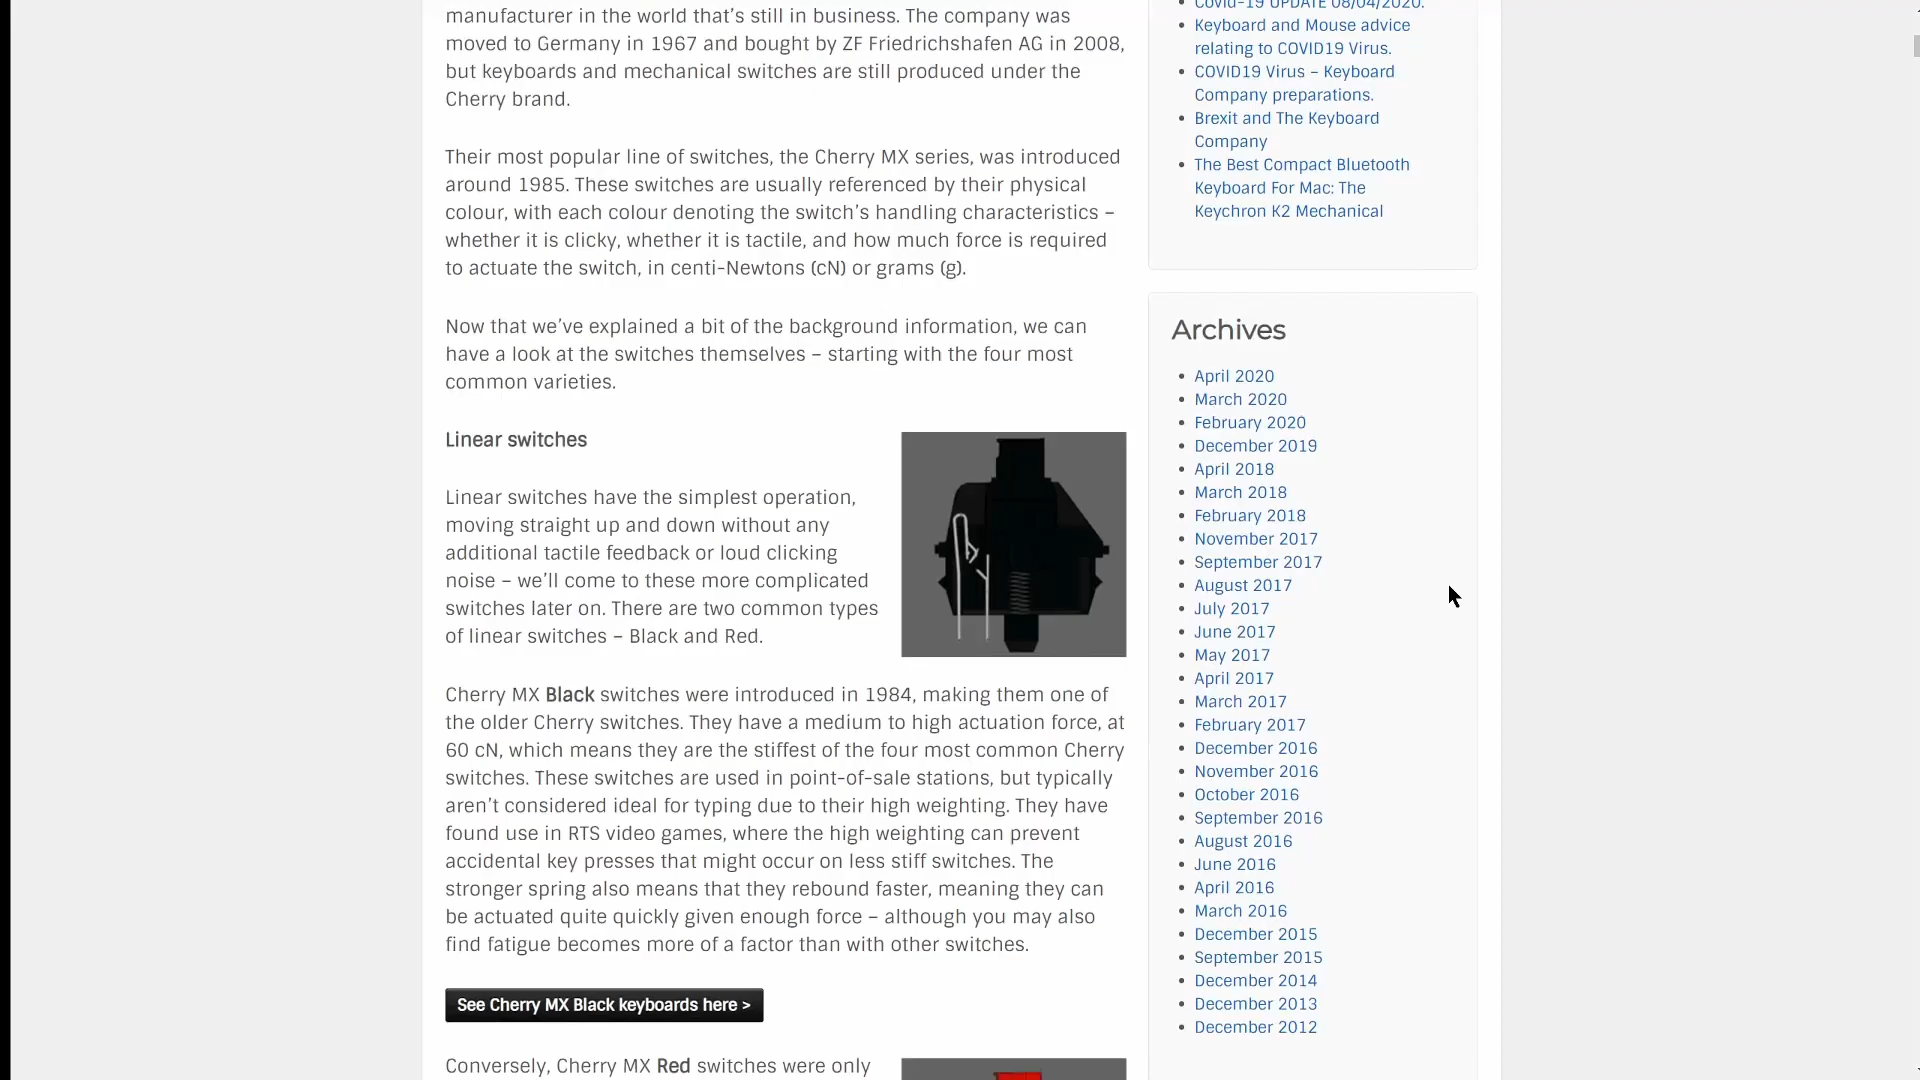 manufacturer in the world that's still in business. The company was
moved to Germany in 1967 and bought by ZF Friedrichshafen AG in 2008,
but keyboards and mechanical switches are still produced under the
Cherry brand.
Their most popular line of switches, the Cherry MX series, was introduced
around 1985. These switches are usually referenced by their physical
colour, with each colour denoting the switch's handling characteristics –
whether it is clicky, whether it is tactile, and how much force is required
to actuate the switch, in centi-Newtons (cN) or grams (g).
Now that we've explained a bit of the background information, we can
have a look at the switches themselves – starting with the four most
common varieties.
Linear switches
Linear switches have the simplest operation,
moving straight up and down without any
additional tactile feedback or loud clicking
noise – we'll come to these more complicated
switches later on. There are two common types
of linear switches – Black and Red.
Cherry MX Black switches were introduced in 1984, making them one of
the older Cherry switches. They have a medium to high actuation force, at
60 cN, which means they are the stiffest of the four most common Cherry
switches. These switches are used in point-of-sale stations, but typically
aren't considered ideal for typing due to their high weighting. They have
found use in RTS video games, where the high weighting can prevent
accidental key presses that might occur on less stiff switches. The
stronger spring also means that they rebound faster, meaning they can
be actuated quite quickly given enough force – although you may also
find fatigue becomes more of a factor than with other switches.
See Cherry MX Black keyboards here >
Conversely, Cherry MX Red switches were only
Covid-19 UPDATE 08/04/2020.
Keyboard and Mouse advice
relating to COVID19 Virus.
COVID19 Virus – Keyboard
Company preparations.
Brexit and The Keyboard
Company
The Best Compact Bluetooth
Keyboard For Mac: The
Keychron K2 Mechanical
Archives
April 2020
March 2020
February 2020
December 2019
April 2018
March 2018
February 2018
November 2017
September 2017
August 2017
July 2017
June 2017
May 2017
April 2017
March 2017
February 2017
December 2016
November 2016
October 2016
September 2016
August 2016
June 2016
April 2016
March 2016
December 2015
September 2015
December 2014
December 2013
December 2012